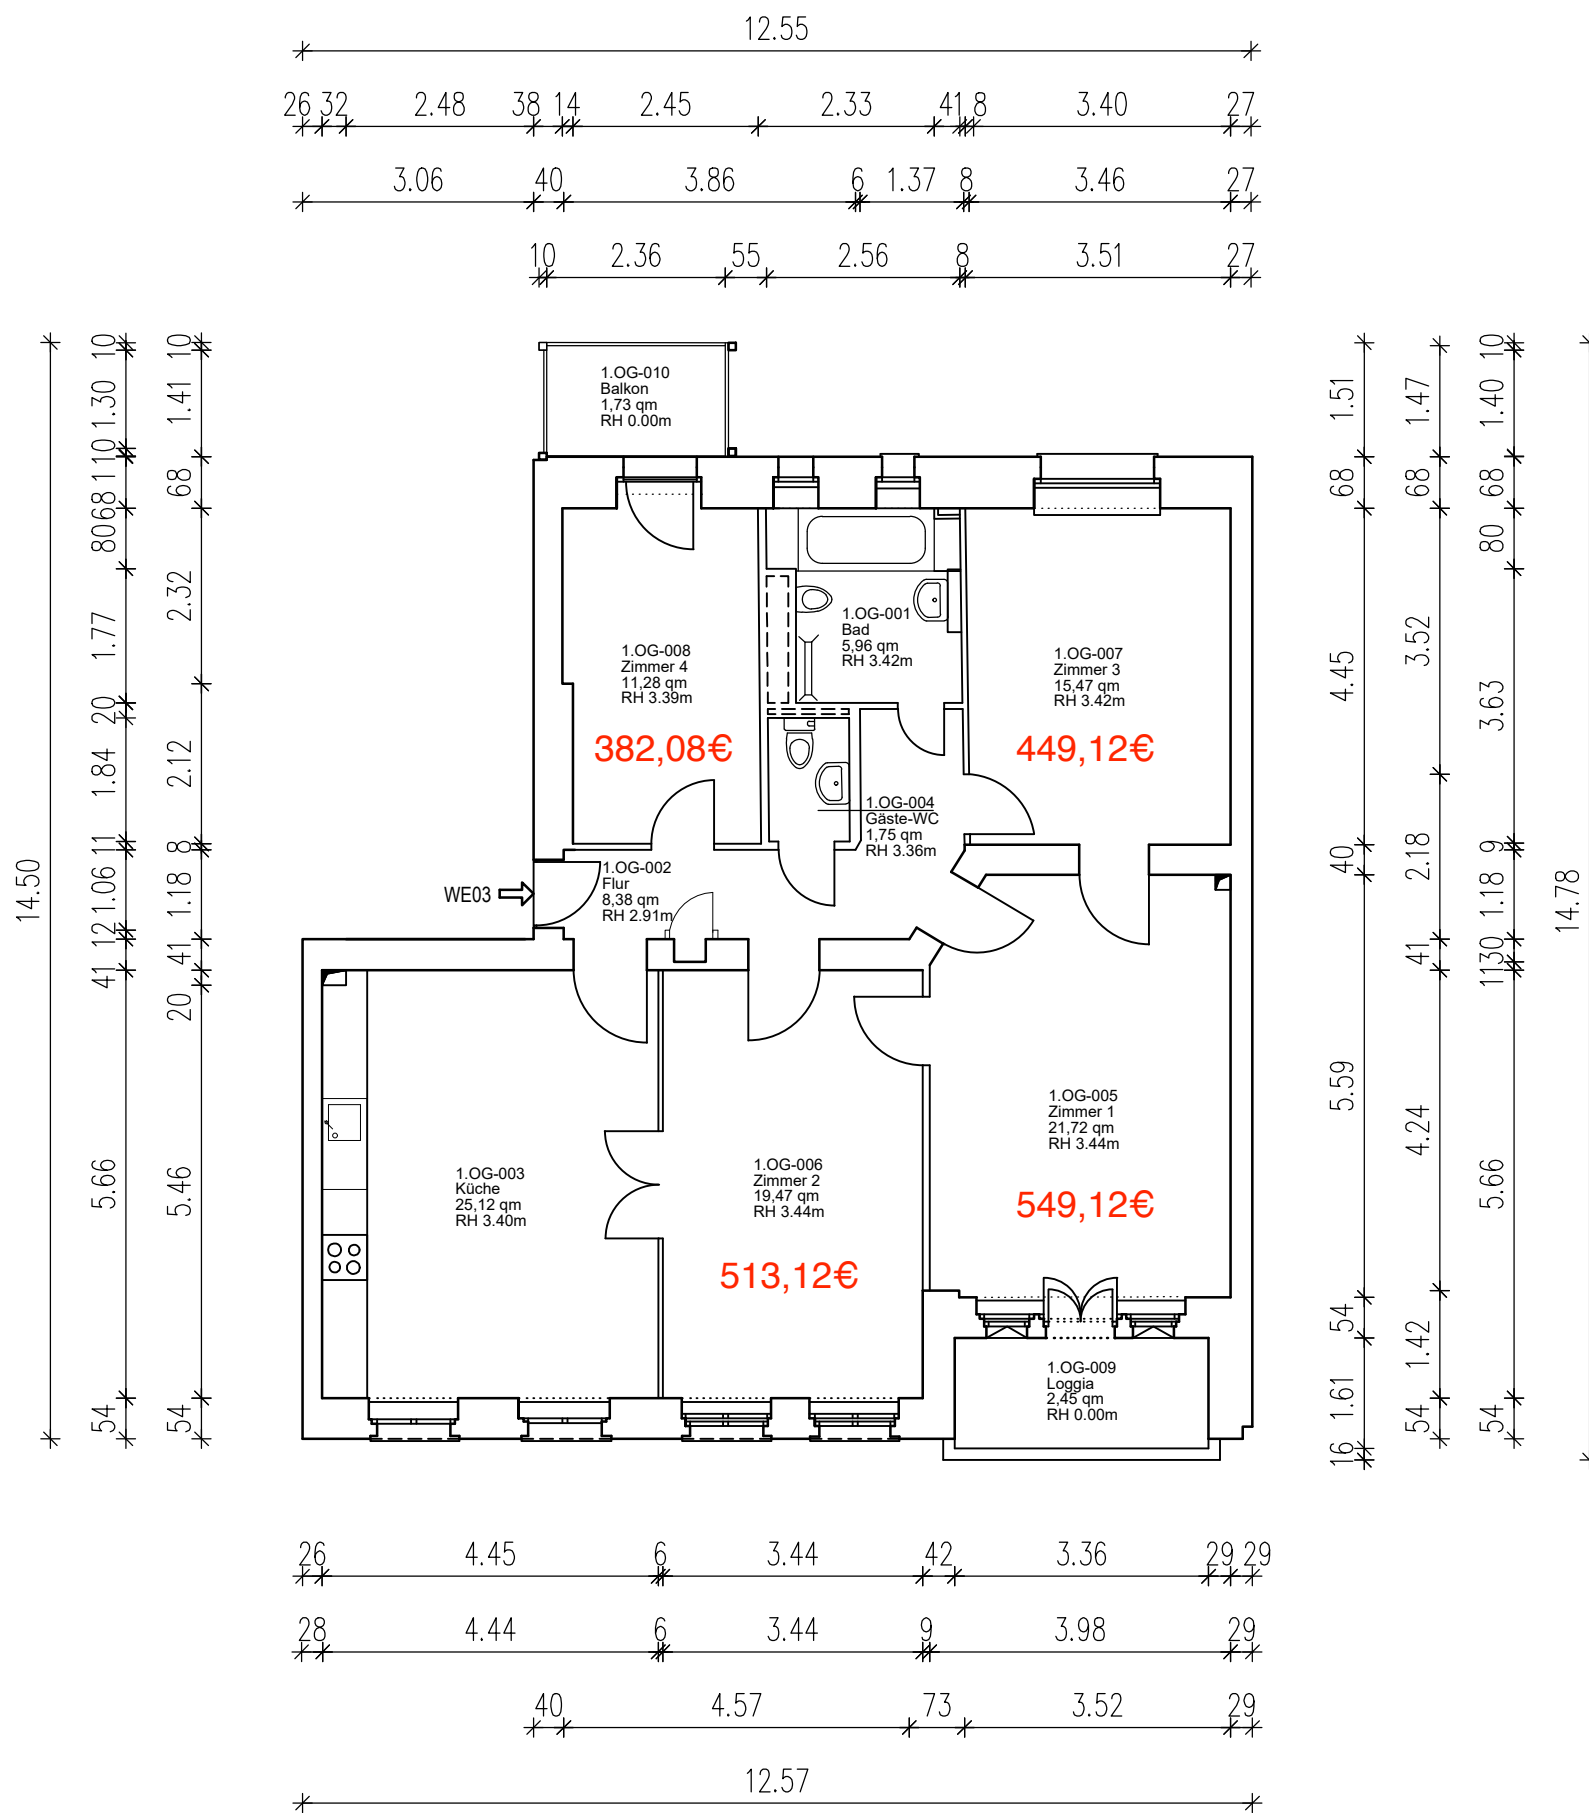 12.55
26 32 2.48 38 14 2.45 2.33 41 8 3.40 27
3.06 40 3.86 6 1.37 8 3.46 27
10 2.36 55 2.56 8 3.51 27
14.50
10 1.30 10 11 68 80 1.77 20 1.84 11 1.06 12 41 5.66 54
10 1.41 68 2.32 2.12 8 1.18 41 20 5.46 54
1.OG-010
Balkon
1,73 qm
RH 0.00m
1.OG-001
Bad
5,96 qm
RH 3.42m
1.OG-008
Zimmer 4
11,28 qm
RH 3.39m
382,08€
1.OG-007
Zimmer 3
15,47 qm
RH 3.42m
449,12€
1.OG-004
Gäste-WC
1,75 qm
RH 3.36m
1.OG-002
Flur
8,38 qm
RH 2.91m
WE03
1.OG-005
Zimmer 1
21,72 qm
RH 3.44m
549,12€
1.OG-003
Küche
25,12 qm
RH 3.40m
1.OG-006
Zimmer 2
19,47 qm
RH 3.44m
513,12€
1.OG-009
Loggia
2,45 qm
RH 0.00m
1.51 68 4.45 40 5.59 54 1.61 16
1.47 68 3.52 2.18 41 4.24 1.42 54
10 1.40 68 80 3.63 9 1.18 30 11 5.66 54
14.78
26 4.45 6 3.44 42 3.36 29 29
28 4.44 6 3.44 9 3.98 29
40 4.57 73 3.52 29
12.57